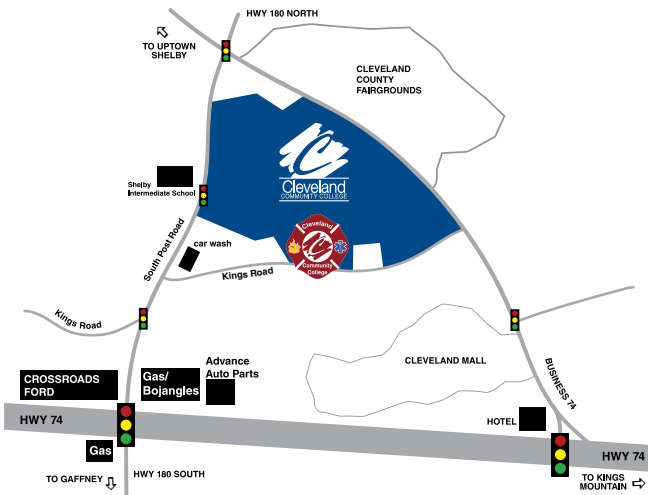 HWY 180 NORTH
TO UPTOWN
SHELBY
CLEVELAND
COUNTY
FAIRGROUNDS
Cleveland
COMMUNITY COLLEGE
Shelby
Intermediate School
South Post Road
car wash
Cleveland
Community
College
Kings Road
Kings Road
CROSSROADS
FORD
Gas/
Bojangles
Advance
Auto Parts
CLEVELAND MALL
BUSINESS 74
HOTEL
HWY 74
Gas
HWY 74
TO GAFFNEY
HWY 180 SOUTH
TO KINGS
MOUNTAIN